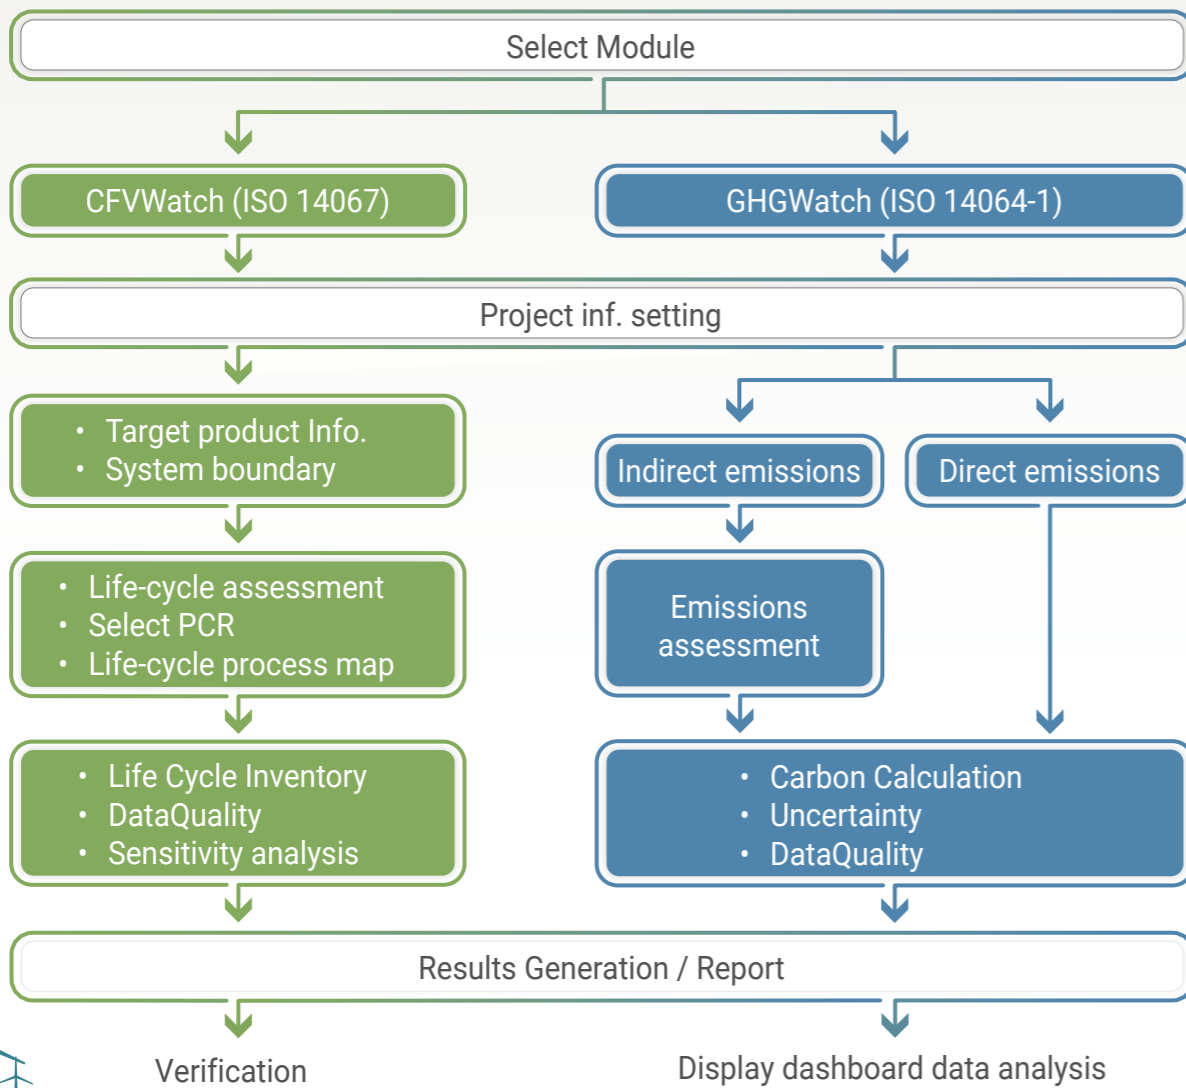 Select Module
CFVWatch (ISO 14067)
GHGWatch (ISO 14064-1)
Project inf. setting
• Target product Info.
• System boundary
Indirect emissions
Direct emissions
• Life-cycle assessment
• Select PCR
• Life-cycle process map
Emissions
assessment
• Life Cycle Inventory
• DataQuality
• Sensitivity analysis
• Carbon Calculation
• Uncertainty
• DataQuality
Results Generation / Report
Verification
Display dashboard data analysis